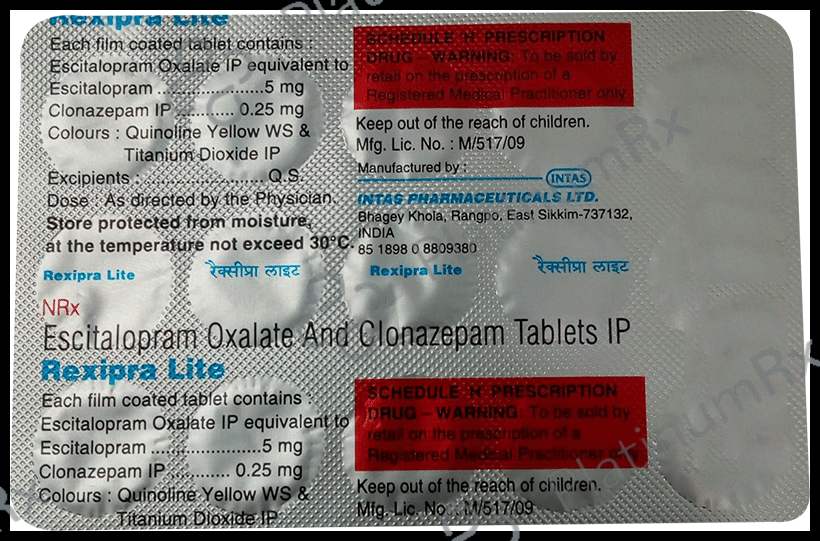 Rexipra Lite
Each film coated tablet contains :
Escitalopram Oxalate IP equivalent to
Escitalopram .....................5 mg
Clonazepam IP ........... 0.25 mg
Colours : Quinoline Yellow WS &
Titanium Dioxide IP
Excipients : ........................ Q.S.
Dose : As directed by the Physician.
Store protected from moisture,
at the temperature not exceed 30°C.
SCHEDULE 'H' PRESCRIPTION
DRUG – WARNING: To be sold by
retail on the prescription of a
Registered Medical Practitioner only.
Keep out of the reach of children.
Mfg. Lic. No. : M/517/09
Manufactured by :
INTAS
INTAS PHARMACEUTICALS LTD.
Bhagey Khola, Rangpo, East Sikkim-737132,
INDIA
85 1898 0 8809380
Rexipra Lite रैक्सीप्रा लाइट Rexipra Lite रैक्सीप्रा लाइट
NRx
Escitalopram Oxalate And Clonazepam Tablets IP
Rexipra Lite
Each film coated tablet contains :
Escitalopram Oxalate IP equivalent to
Escitalopram ......................5 mg
Clonazepam IP ............ 0.25 mg
Colours : Quinoline Yellow WS &
Titanium Dioxide IP
SCHEDULE 'H' PRESCRIPTION
DRUG – WARNING: To be sold by
retail on the prescription of a
Registered Medical Practitioner only.
Keep out of the reach of children.
Mfg. Lic. No. : M/517/09
PlatinumRx